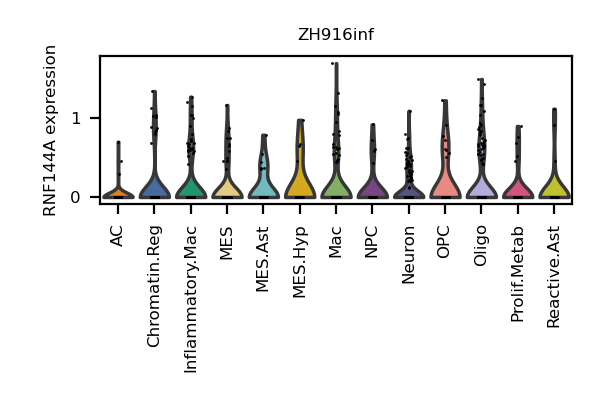 ZH916inf
RNF144A expression
1
0
AC
Chromatin.Reg
Inflammatory.Mac
MES
MES.Ast
MES.Hyp
Mac
NPC
Neuron
OPC
Oligo
Prolif.Metab
Reactive.Ast